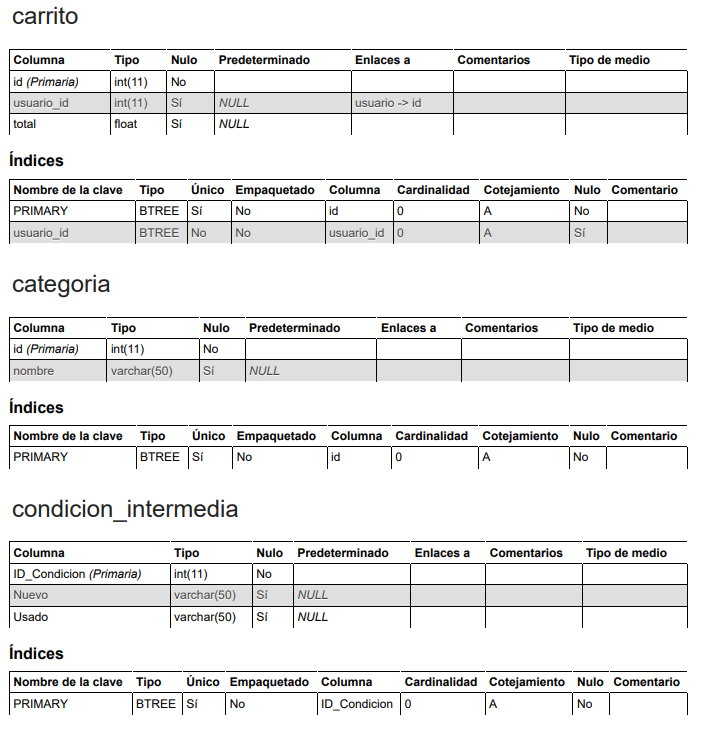 carrito
Columna Tipo Nulo Predeterminado Enlaces a Comentarios Tipo de medio
id (Primaria) int(11) No
usuario_id int(11) Sí NULL usuario -> id
total float Sí NULL
Índices
Nombre de la clave Tipo Único Empaquetado Columna Cardinalidad Cotejamiento Nulo Comentario
PRIMARY BTREE Sí No id 0 A No
usuario_id BTREE No No usuario_id 0 A Sí
categoria
Columna Tipo Nulo Predeterminado Enlaces a Comentarios Tipo de medio
id (Primaria) int(11) No
nombre varchar(50) Sí NULL
Índices
Nombre de la clave Tipo Único Empaquetado Columna Cardinalidad Cotejamiento Nulo Comentario
PRIMARY BTREE Sí No id 0 A No
condicion_intermedia
Columna Tipo Nulo Predeterminado Enlaces a Comentarios Tipo de medio
ID_Condicion (Primaria) int(11) No
Nuevo varchar(50) Sí NULL
Usado varchar(50) Sí NULL
Índices
Nombre de la clave Tipo Único Empaquetado Columna Cardinalidad Cotejamiento Nulo Comentario
PRIMARY BTREE Sí No ID_Condicion 0 A No